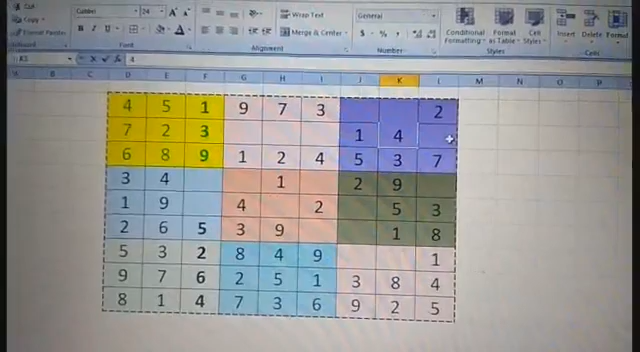 Cut
Copy
Format Painter
Calibri 24
Wrap Text
Merge & Center
General
Conditional Formatting
Format as Table
Cell Styles
Insert Delete Format
Font Alignment Number Styles Cells
4
C D E F G H I J K L M N O P
4 5 1 9 7 3 2
7 2 3 1 4
6 8 9 1 2 4 5 3 7
3 4 1 2 9
1 9 4 2 5 3
2 6 5 3 9 1 8
5 3 2 8 4 9 1
9 7 6 2 5 1 3 8 4
8 1 4 7 3 6 9 2 5